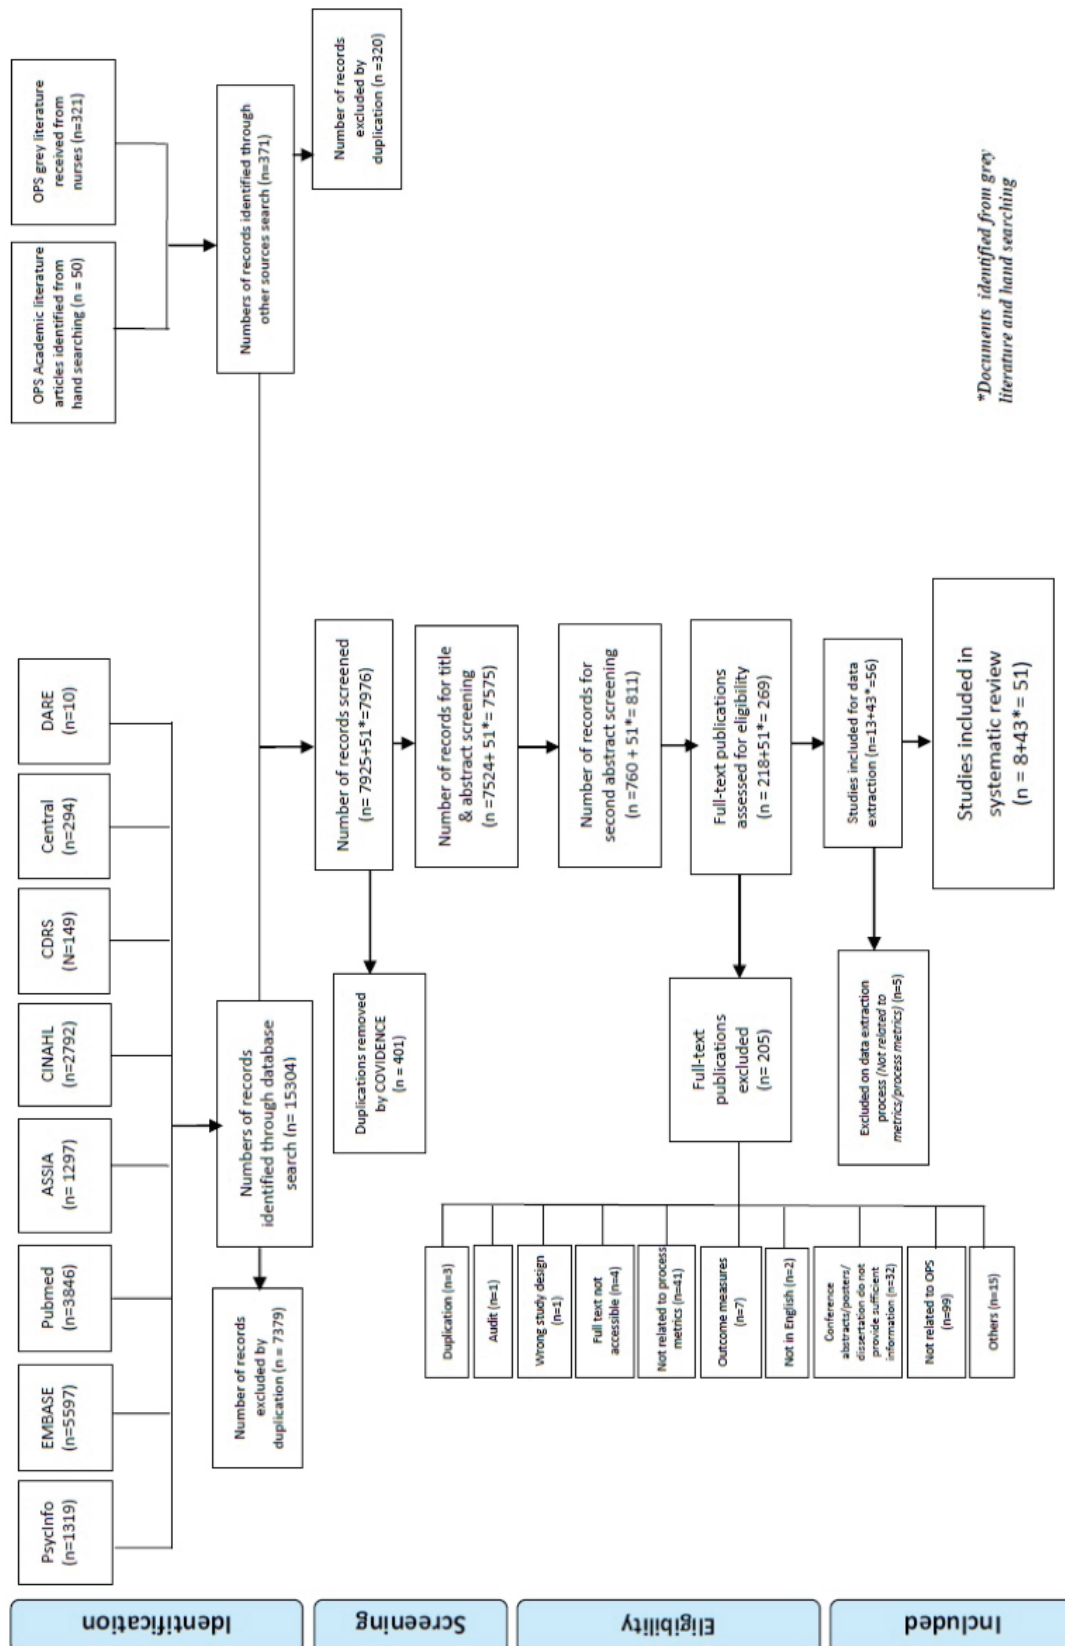 PsycInfo
(n=1319)
EMBASE
(n=5597)
Pubmed
(n=3846)
ASSIA
(n= 1297)
CINAHL
(n=2792)
CDRS
(N=149)
Central
(n=294)
DARE
(n=10)
OPS Academic literature
articles identified from
hand searching (n = 50)
OPS grey literature
received from
nurses (n=321)
Numbers of records
identified through database
search (n= 15304)
Numbers of records identified through
other sources search (n=371)
Number of records
excluded by
duplication (n = 7379)
Number of records
excluded by
duplication (n =320)
Number of records screened
(n= 7925+51*=7976)
Duplications removed
by COVIDENCE
(n = 401)
Number of records for title
& abstract screening
(n =7524+ 51*= 7575)
Number of records for
second abstract screening
(n =760 + 51*= 811)
Full-text publications
assessed for eligibility
(n = 218+51*= 269)
Full-text
publications
excluded
(n= 205)
Duplication (n=3)
Audit (n=1)
Wrong study design
(n=1)
Full text not
accessible (n=4)
Not related to process
metrics (n=41)
Outcome measures
(n=7)
Not in English (n=2)
Conference
abstracts/posters/
dissertation do not
provide sufficient
information (n=32)
Not related to OPS
(n=99)
Others (n=15)
Studies included for data
extraction (n=13+43*=56)
Excluded on data extraction
process (Not related to
metrics/process metrics) (n=5)
Studies included in
systematic review
(n = 8+43*= 51)
*Documents identified from grey
literature and hand searching
Identification
Screening
Eligibility
Included